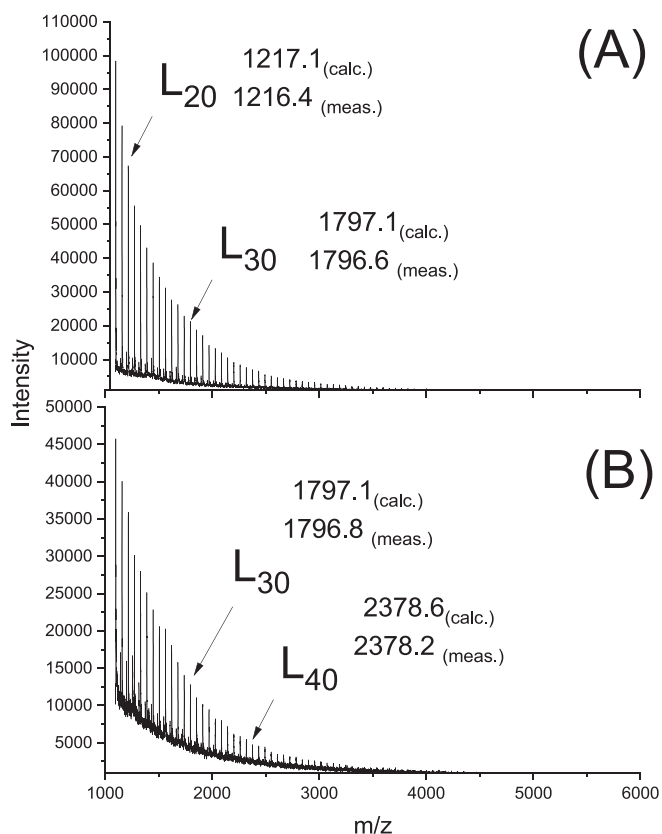 Intensity
110000
100000
90000
80000
70000
60000
50000
40000
30000
20000
10000
(A)
L20 1217.1(calc.)
1216.4 (meas.)
L30 1797.1(calc.)
1796.6 (meas.)
50000
45000
40000
35000
30000
25000
20000
15000
10000
5000
(B)
1797.1(calc.)
1796.8 (meas.)
L30
2378.6(calc.)
2378.2 (meas.)
L40
1000 2000 3000 4000 5000 6000
m/z